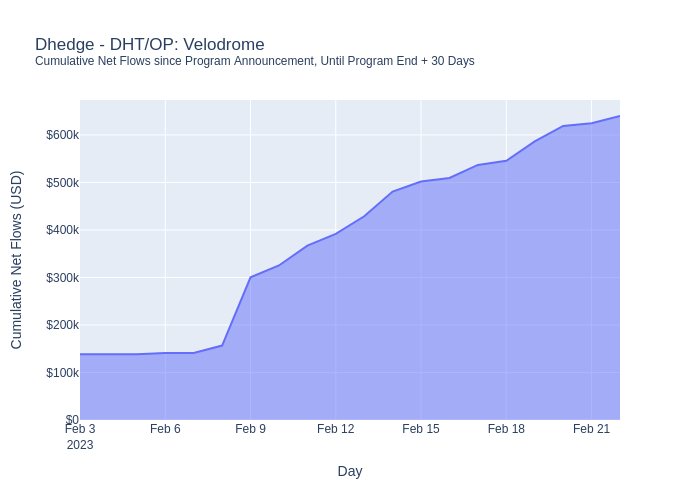 Dhedge - DHT/OP: Velodrome
Cumulative Net Flows since Program Announcement, Until Program End + 30 Days
Cumulative Net Flows (USD)
$600k
$500k
$400k
$300k
$200k
$100k
$0
Feb 3
2023
Feb 6
Feb 9
Feb 12
Feb 15
Feb 18
Feb 21
Day